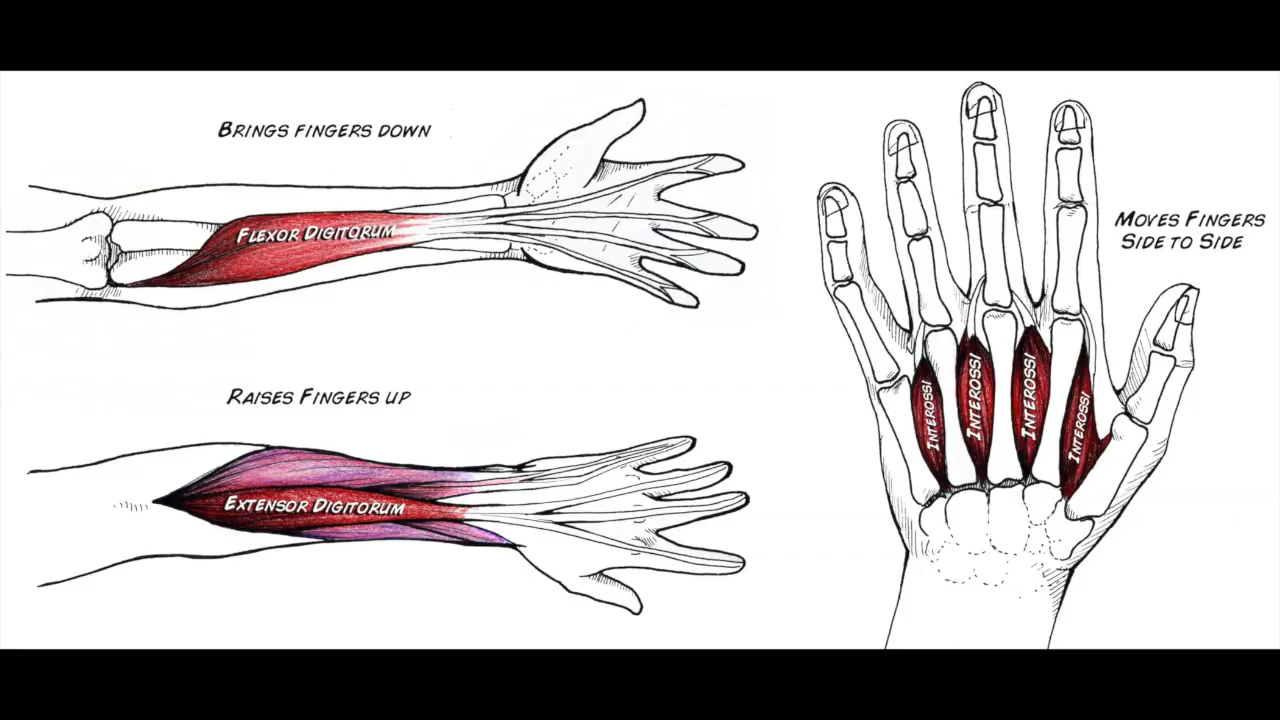 Brings fingers down
Flexor Digitorum
Raises Fingers up
Extensor Digitorum
Moves Fingers
Side to Side
Interossi
Interossi
Interossi
Interossi